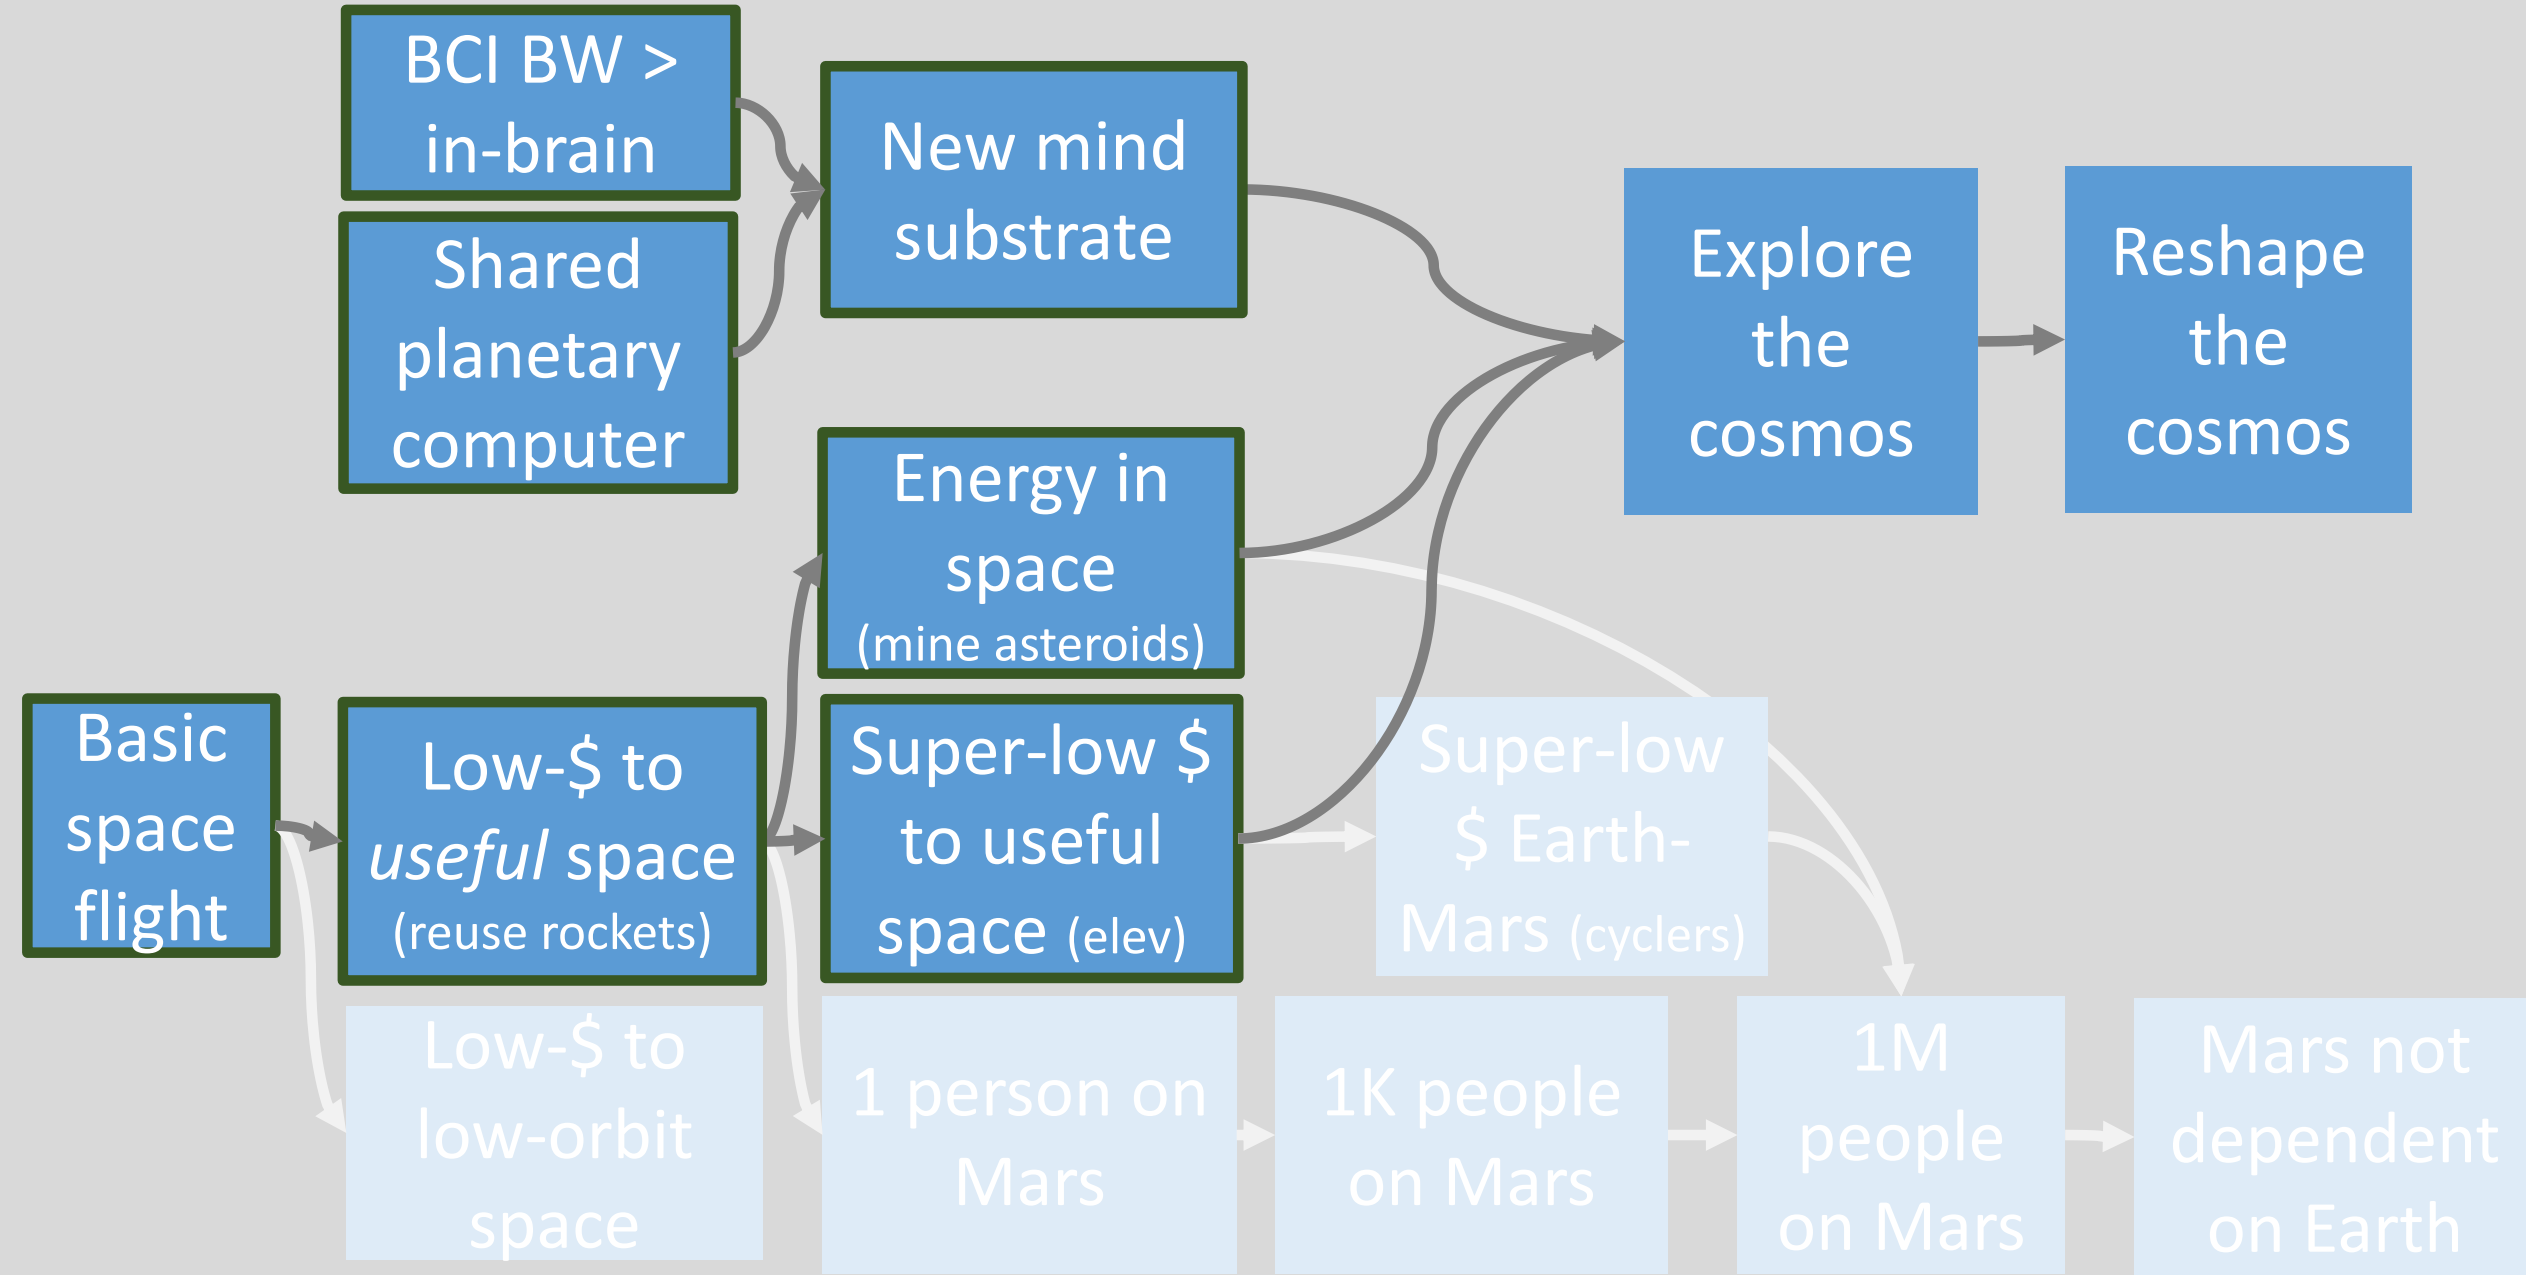 BCI BW >
in-brain
Shared
planetary
computer
New mind
substrate
Explore
the
cosmos
Reshape
the
cosmos
Energy in
space
(mine asteroids)
Basic
space
flight
Low-$ to
useful space
(reuse rockets)
Super-low $
to useful
space (elev)
Super-low
$ Earth-
Mars (cyclers)
Low-$ to
low-orbit
space
1 person on
Mars
1K people
on Mars
1M
people
on Mars
Mars not
dependent
on Earth